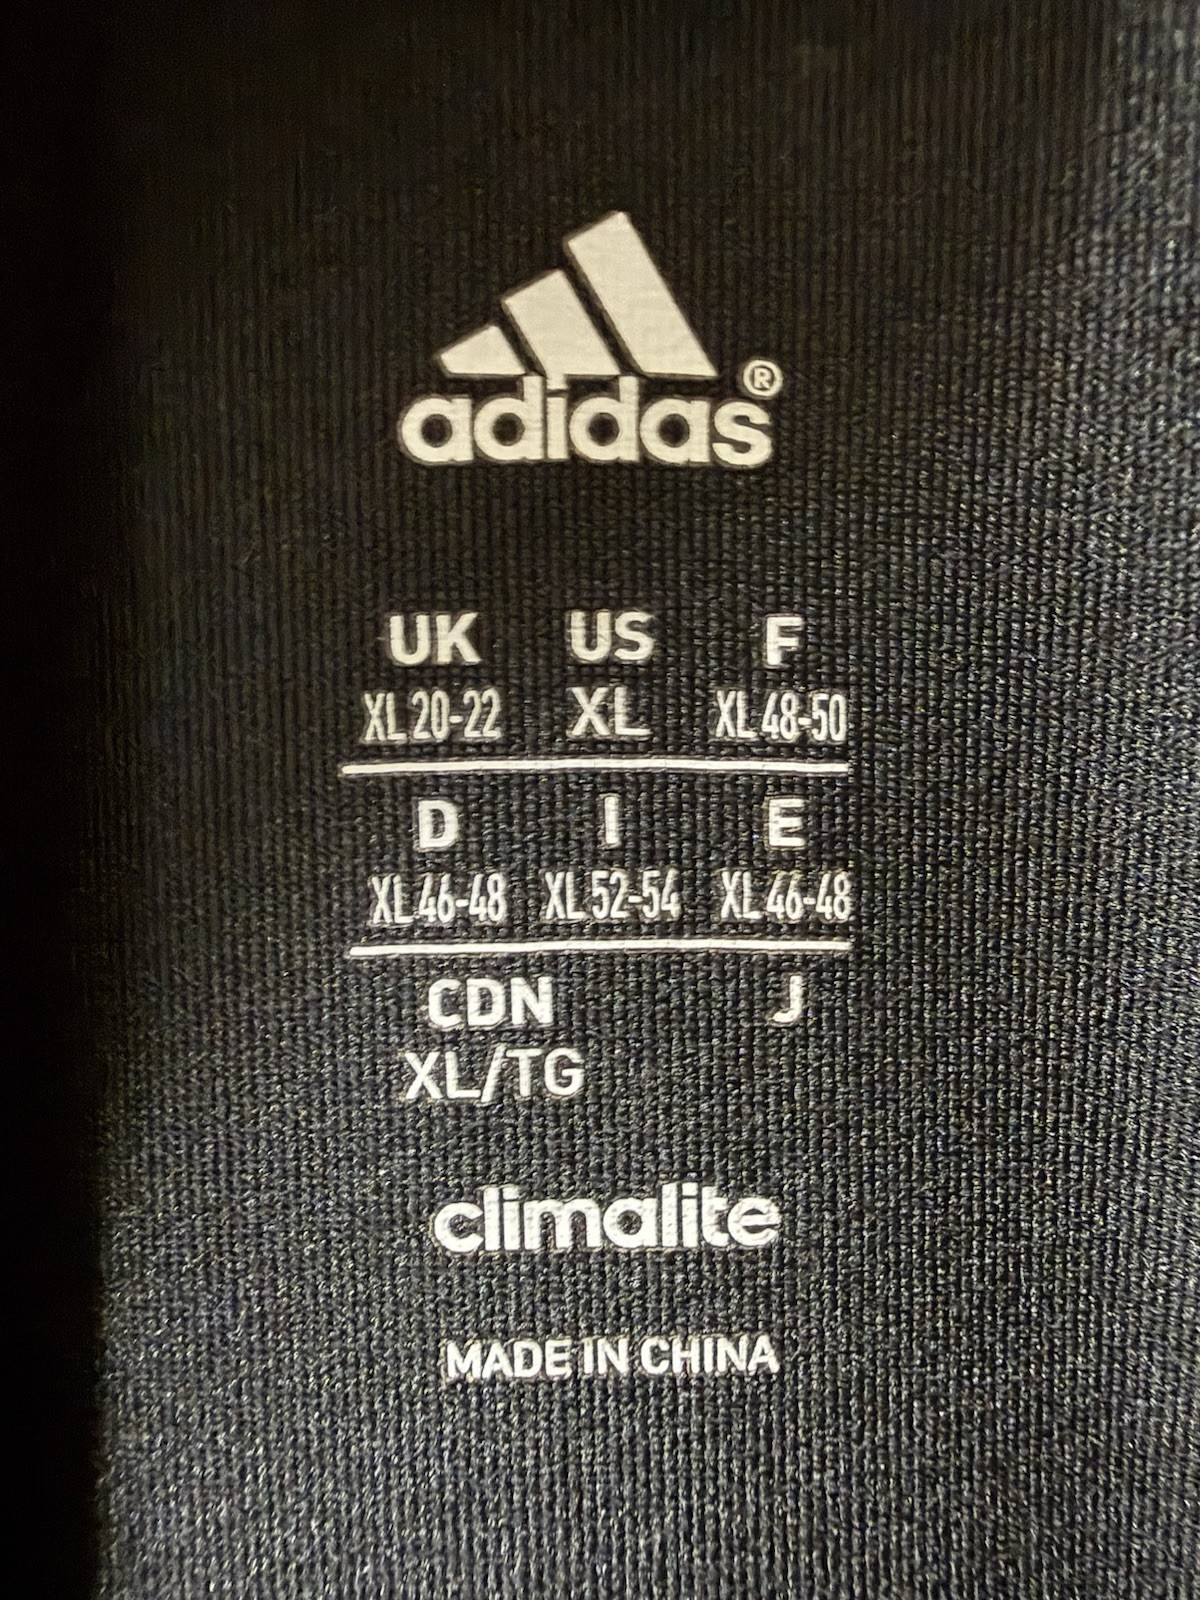 adidas®
UK US F
XL 20-22 XL XL 48-50
D I E
XL 46-48 XL 52-54 XL 46-48
CDN J
XL/TG
climalite
MADE IN CHINA